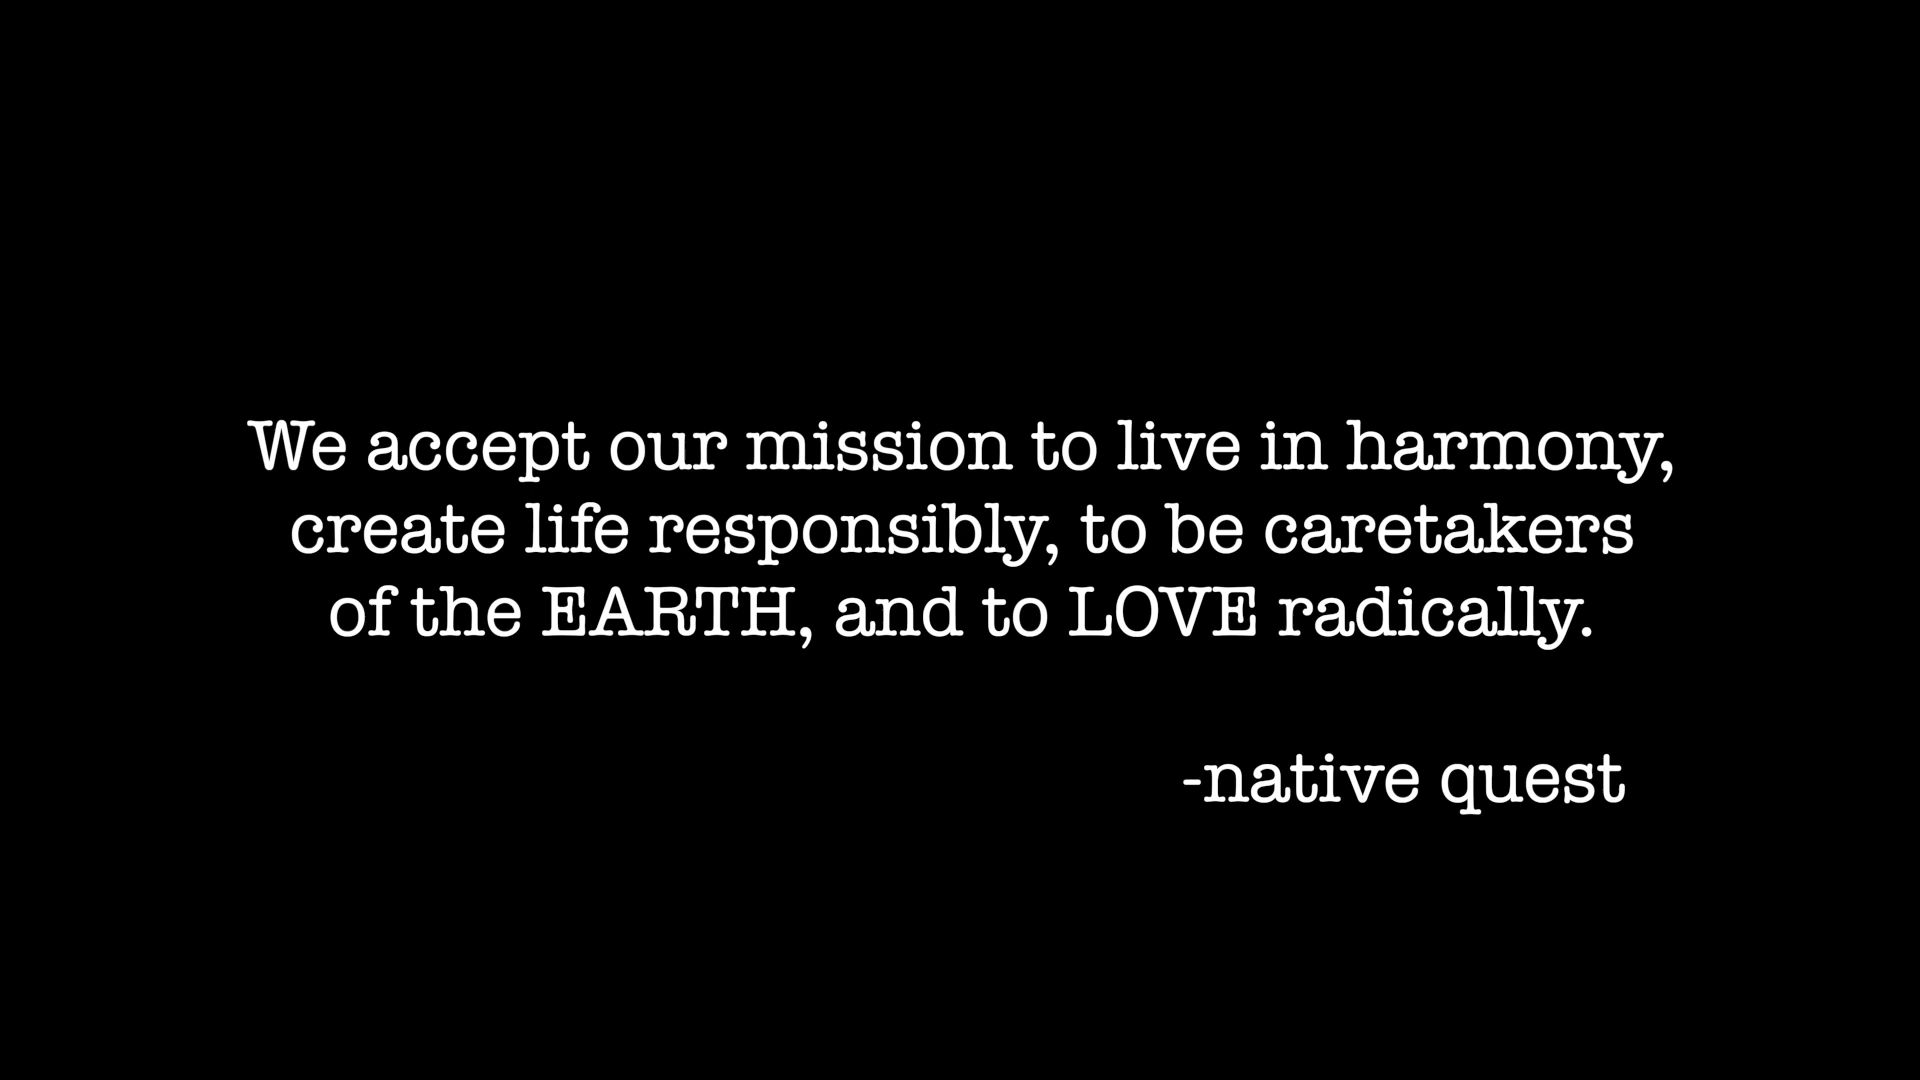 We accept our mission to live in harmony,
create life responsibly, to be caretakers
of the EARTH, and to LOVE radically.
-native quest